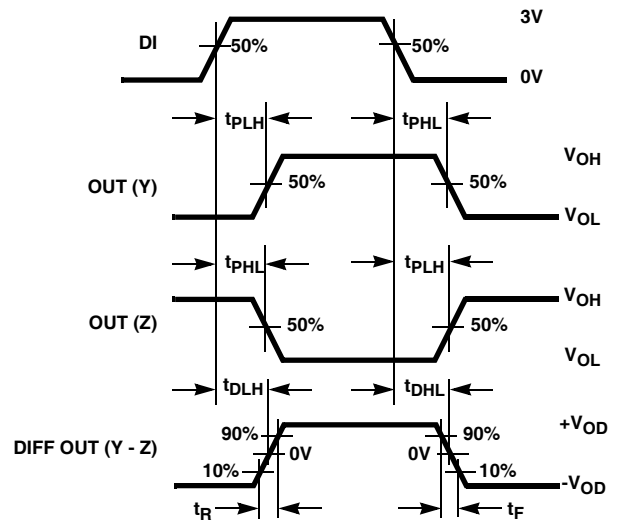 3V
DI
50%
50%
0V
tPLH
tPHL
VOH
OUT (Y)
50%
50%
VOL
tPHL
tPLH
VOH
OUT (Z)
50%
50%
VOL
tDLH
tDHL
+VOD
90%
90%
DIFF OUT (Y - Z)
0V
0V
10%
10%
-VOD
tR
tF